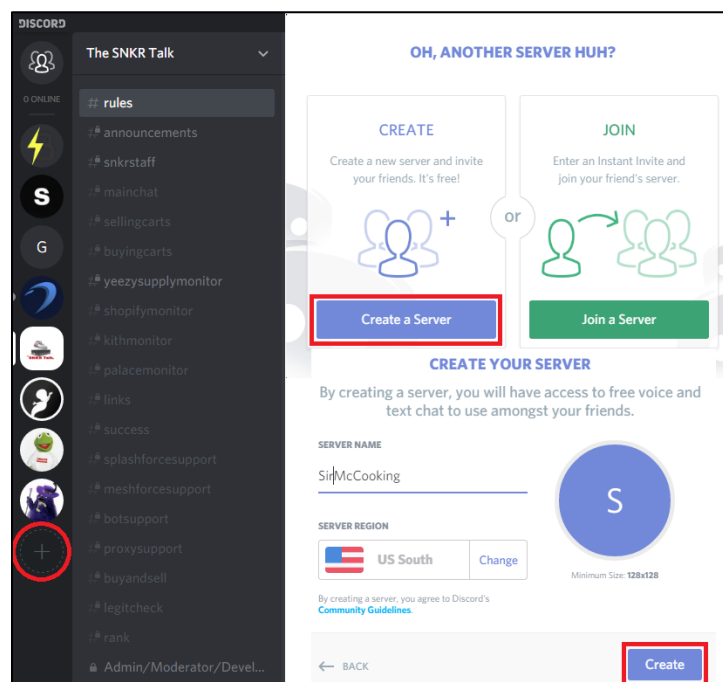 DISCORD
The SNKR Talk
0 ONLINE
# rules
announcements
snkrstaff
mainchat
sellingcarts
buyingcarts
yeezysupplymonitor
shopifymonitor
kithmonitor
palacemonitor
links
success
splashforcesupport
meshforcesupport
botsupport
proxysupport
buyandsell
legitcheck
rank
Admin/Moderator/Devel...
S
G
SNKR Talk
+
OH, ANOTHER SERVER HUH?
CREATE
Create a new server and invite
your friends. It's free!
+
Create a Server
or
JOIN
Enter an Instant Invite and
join your friend's server.
Join a Server
CREATE YOUR SERVER
By creating a server, you will have access to free voice and
text chat to use amongst your friends.
SERVER NAME
SirMcCooking
S
SERVER REGION
US South
Change
Minimum Size: 128x128
By creating a server, you agree to Discord's
Community Guidelines.
← BACK
Create